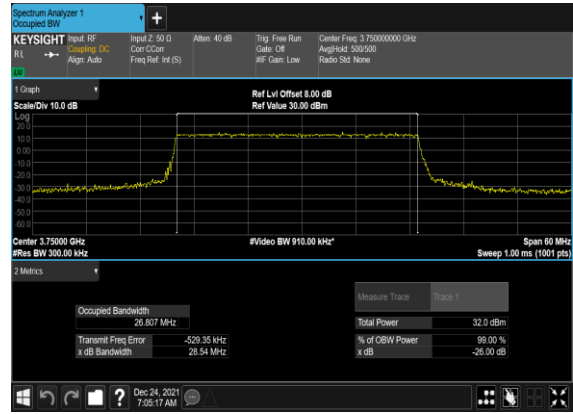 Spectrum Analyzer 1
Occupied BW
+
KEYSIGHT Input: RF Input Z: 50 Ω Atten: 40 dB Trig: Free Run Center Freq: 3.750000000 GHz
RL Coupling: DC Corr CCorr Gate: Off Avg|Hold: 500/500
Align: Auto Freq Ref: Int (S) #IF Gain: Low Radio Std: None
LW
1 Graph
Ref Lvl Offset 8.00 dB
Scale/Div 10.0 dB Ref Value 30.00 dBm
Log
20.0
10.0
0.00
-10.0
-20.0
-30.0
-40.0
-50.0
-60.0
Center 3.75000 GHz #Video BW 910.00 kHz* Span 60 MHz
#Res BW 300.00 kHz Sweep 1.00 ms (1001 pts)
2 Metrics
Measure Trace Trace 1
Occupied Bandwidth
26.807 MHz Total Power 32.0 dBm
Transmit Freq Error -529.35 kHz % of OBW Power 99.00 %
x dB Bandwidth 28.54 MHz x dB -26.00 dB
? Dec 24, 2021
7:05:17 AM